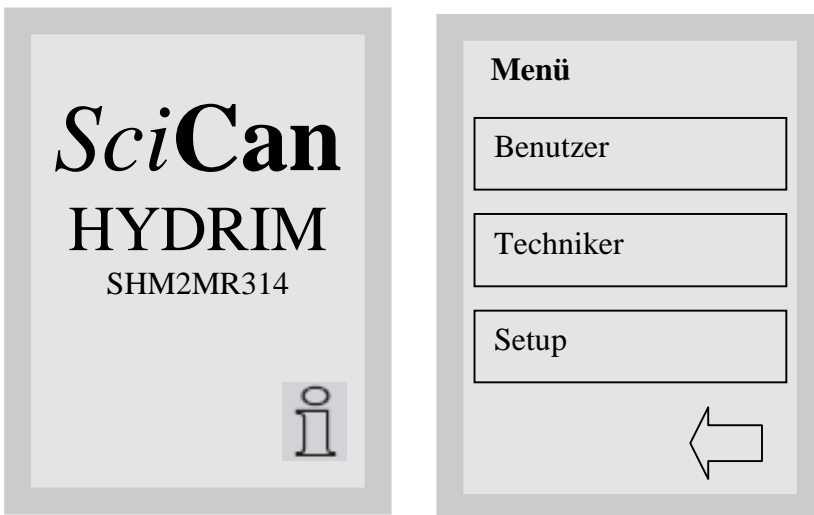 SciCan
HYDRIM
SHM2MR314
i
Menü
Benutzer
Techniker
Setup